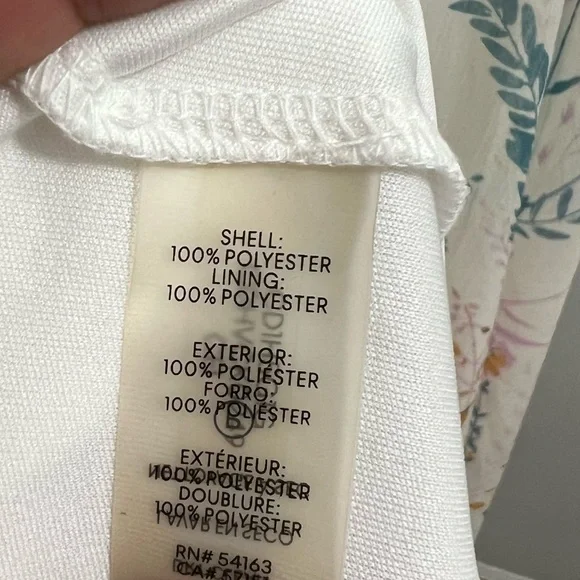 SHELL:
100% POLYESTER
LINING:
100% POLYESTER
EXTERIOR:
100% POLIÉSTER
FORRO:
100% POLIÉSTER
EXTÉRIEUR:
100% POLYESTER
DOUBLURE:
100% POLYESTER
RN# 54163
CA#